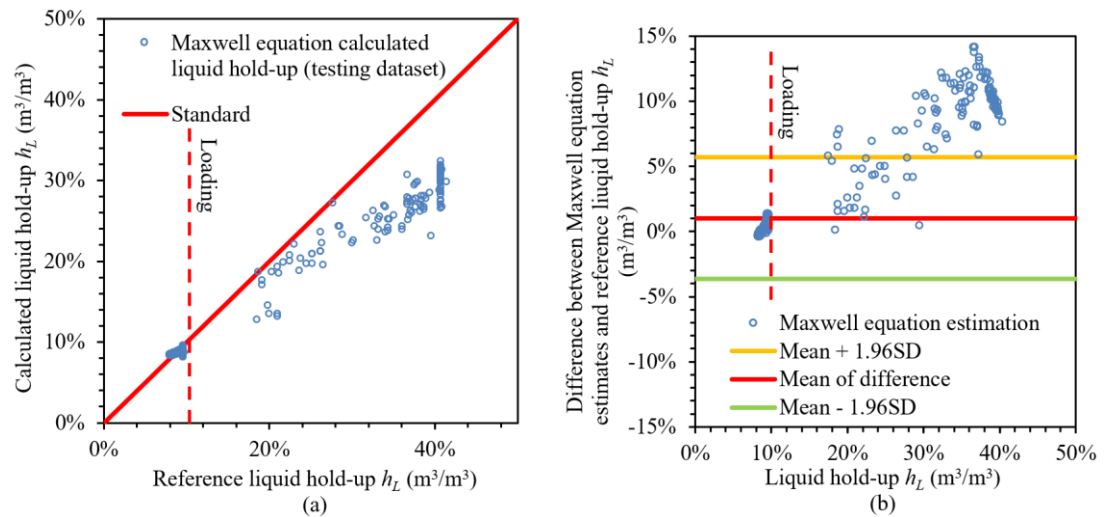 50%
40%
30%
20%
10%
0%
Calculated liquid hold-up hL (m³/m³)
Maxwell equation calculated
liquid hold-up (testing dataset)
Standard
Loading
0%
20%
40%
Reference liquid hold-up hL (m³/m³)
(a)
15%
10%
5%
0%
-5%
-10%
-15%
Difference between Maxwell equation
estimates and reference liuqid hold-up hL
(m³/m³)
Loading
Maxwell equation estimation
Mean + 1.96SD
Mean of difference
Mean - 1.96SD
0%
10%
20%
30%
40%
50%
Liquid hold-up hL (m³/m³)
(b)